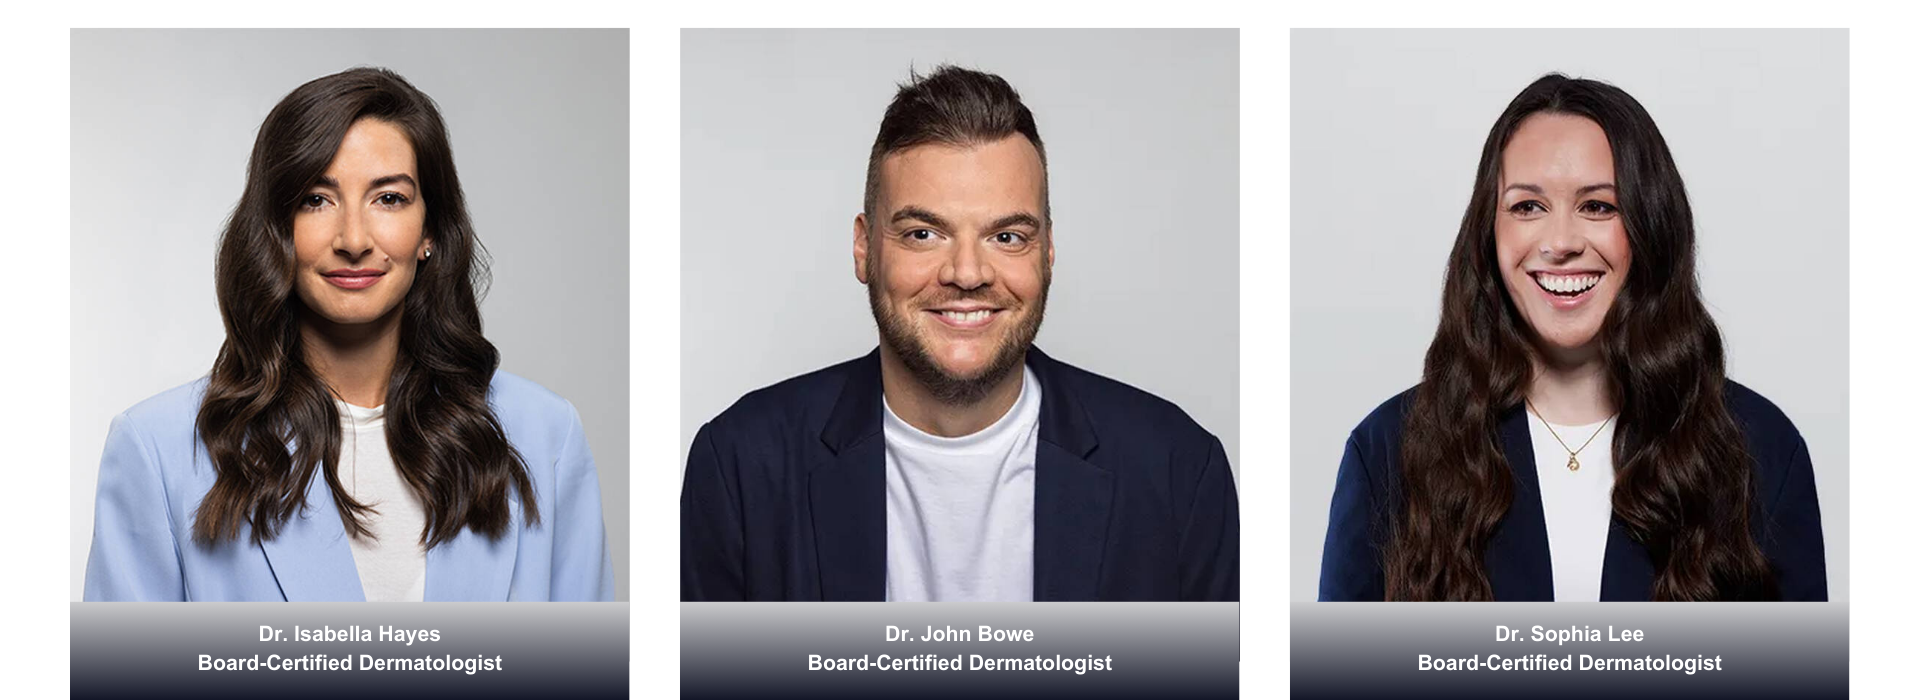 Dr. Isabella Hayes
Board-Certified Dermatologist
Dr. John Bowe
Board-Certified Dermatologist
Dr. Sophia Lee
Board-Certified Dermatologist